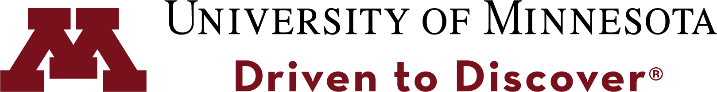 M
UNIVERSITY OF MINNESOTA
Driven to Discover®